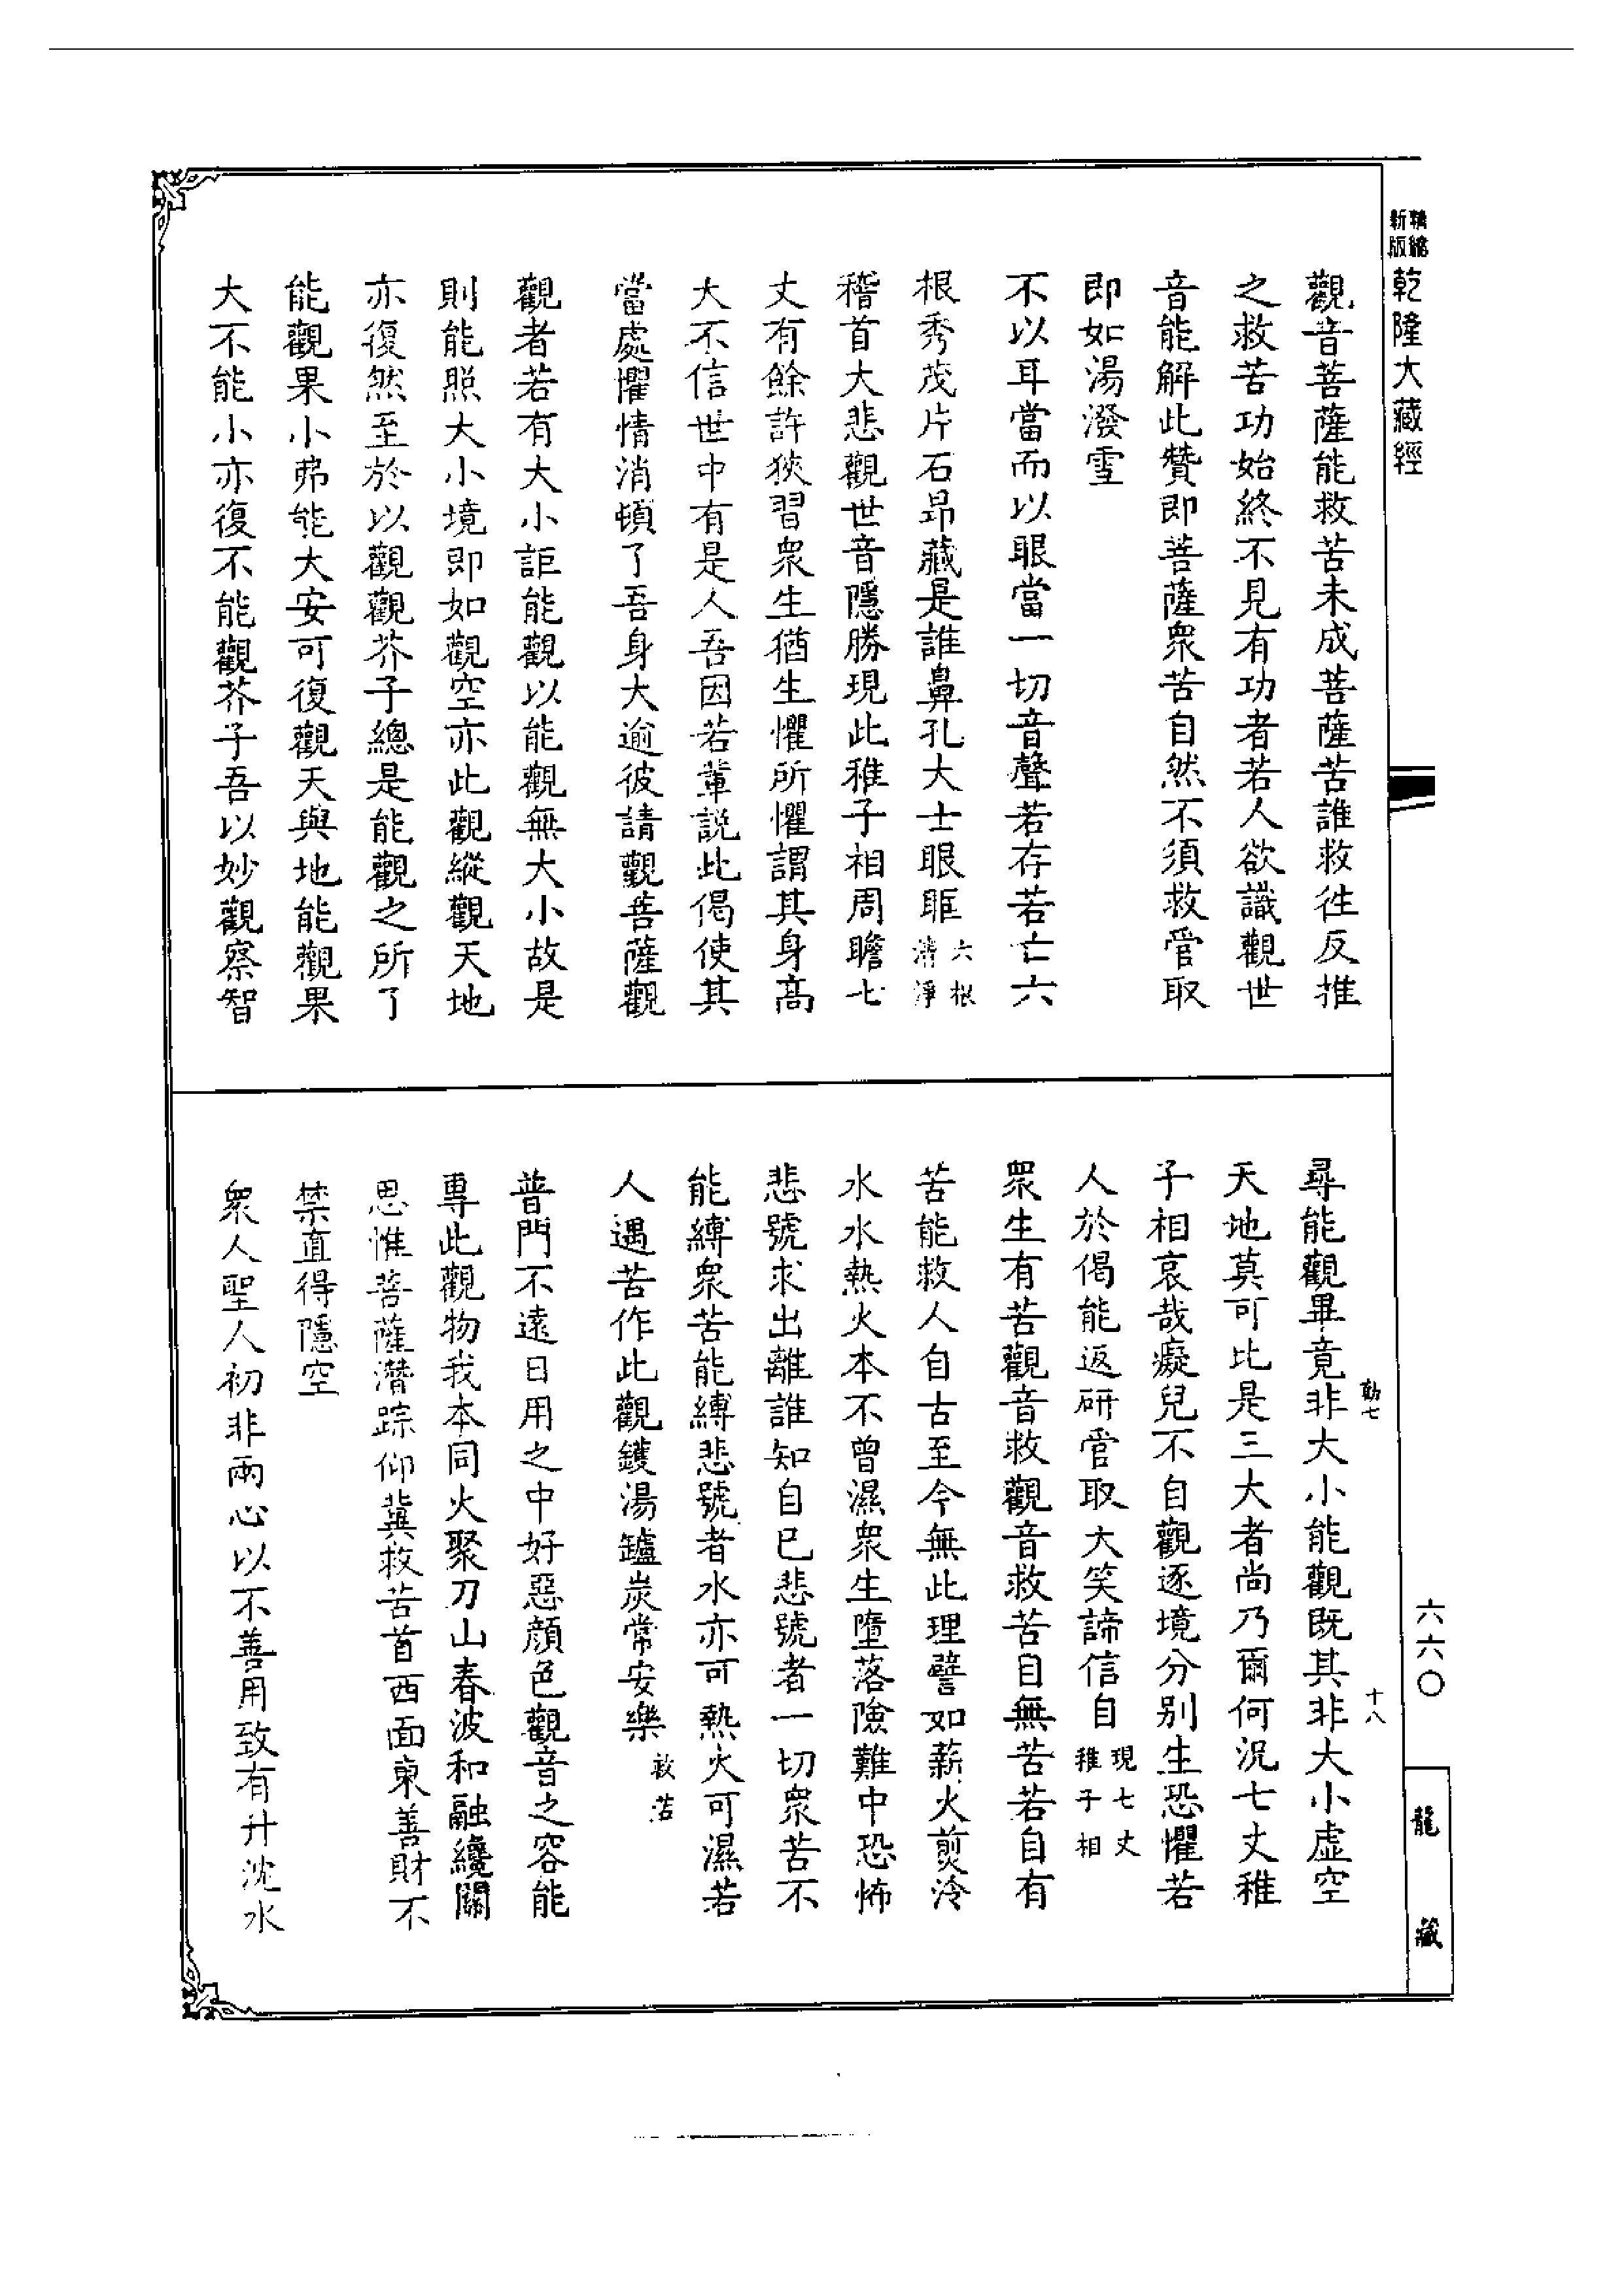 新版精縮
乾隆大藏經
觀音菩薩能救苦未成菩薩苦誰救徃反推
之救苦功始終不見有功者若人欲識觀世
音能解此贊即菩薩衆苦自然不須救管取
即如湯潑雪
不以耳當而以眼當一切音聲若存若亡六
根秀茂片石昂藏是誰鼻孔大士眼眶六根清淨
稽首大悲觀世音隱勝現此稚子相周瞻七
丈有餘許狹習衆生猶生懼所懼謂其身高
大不信世中有是人吾因若輩説此偈使其
當處懼情消頓了吾身大逾彼請觀菩薩觀
觀者若有大小詎能觀以能觀無大小故是
則能照大小境即如觀空亦此觀縱觀天地
亦復然至於以觀觀芥子總是能觀之所了
能觀果小弗能大安可復觀天與地能觀果
大不能小亦復不能觀芥子吾以妙觀察智
勤七
十八
尋能觀畢竟非大小能觀既其非大小虛空
天地莫可比是三大者尚乃爾何況七丈稚
子相哀哉癡兒不自觀逐境分别生恐懼若
人於偈能返研管取大笑諦信自現七丈稚子相
衆生有苦觀音救觀音救苦自無苦若自有
苦能救人自古至今無此理譬如薪火煎冷
水水熱火本不曾濕衆生墮落險難中恐怖
悲號求出離誰知自已悲號者一切衆苦不
能縛衆苦能縛悲號者水亦可熱火可濕若
人遇苦作此觀鑊湯鑪炭常安樂救苦
普門不遠日用之中好惡顔色觀音之容能
專此觀物我本同火聚刀山春波和融纔關
思惟菩薩潛踪仰冀救苦首西面東善財不
禁直得隱空
衆人聖人初非兩心以不善用致有升沈水
六六〇
龍藏